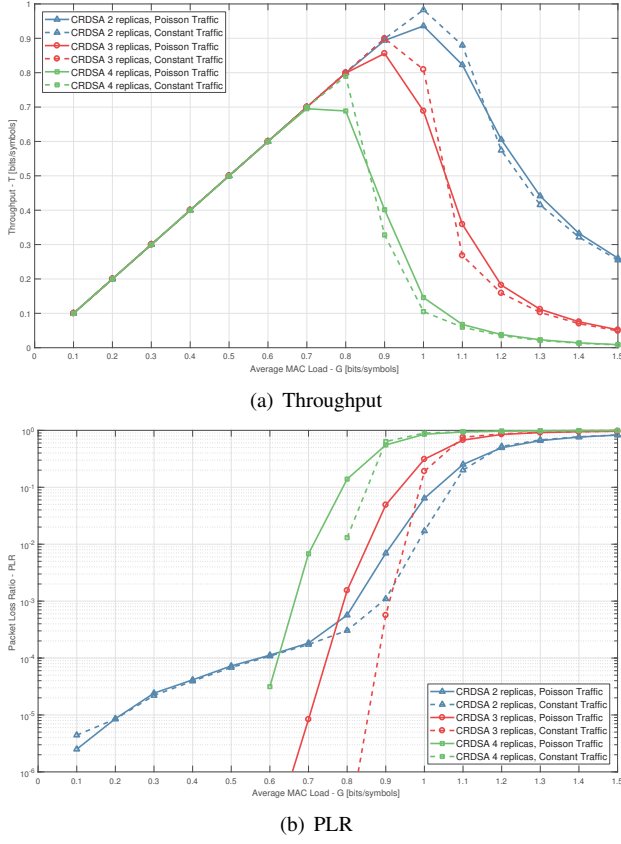 CRDSA 2 replicas, Poisson Traffic
CRDSA 2 replicas, Constant Traffic
CRDSA 3 replicas, Poisson Traffic
CRDSA 3 replicas, Constant Traffic
CRDSA 4 replicas, Poisson Traffic
CRDSA 4 replicas, Constant Traffic
Throughput - T [bits/symbols]
1
0.9
0.8
0.7
0.6
0.5
0.4
0.3
0.2
0.1
0
0 0.1 0.2 0.3 0.4 0.5 0.6 0.7 0.8 0.9 1 1.1 1.2 1.3 1.4 1.5
Average MAC Load - G [bits/symbols]
(a) Throughput
Packet Loss Ratio - PLR
10^0
10^-1
10^-2
10^-3
10^-4
10^-5
10^-6
CRDSA 2 replicas, Poisson Traffic
CRDSA 2 replicas, Constant Traffic
CRDSA 3 replicas, Poisson Traffic
CRDSA 3 replicas, Constant Traffic
CRDSA 4 replicas, Poisson Traffic
CRDSA 4 replicas, Constant Traffic
0 0.1 0.2 0.3 0.4 0.5 0.6 0.7 0.8 0.9 1 1.1 1.2 1.3 1.4 1.5
Average MAC Load - G [bits/symbols]
(b) PLR